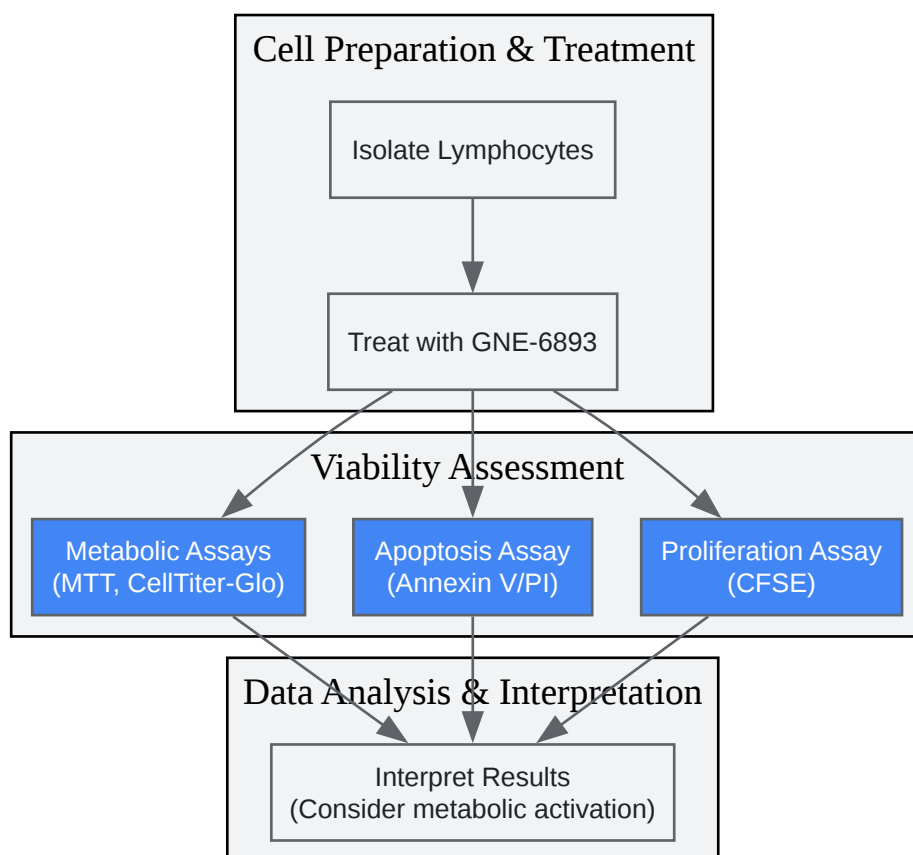 Cell Preparation & Treatment
Isolate Lymphocytes
Treat with GNE-6893
Viability Assessment
Metabolic Assays
(MTT, CellTiter-Glo)
Apoptosis Assay
(Annexin V/PI)
Proliferation Assay
(CFSE)
Data Analysis & Interpretation
Interpret Results
(Consider metabolic activation)